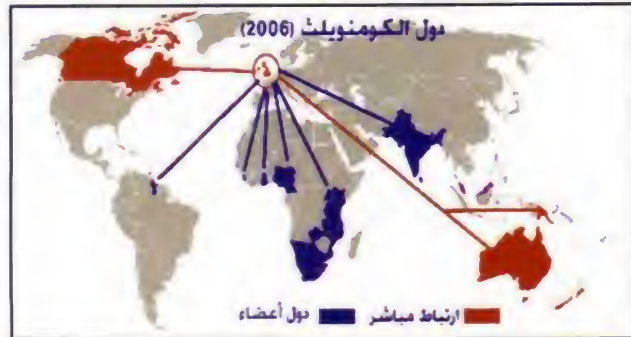 دول الكومنويلث (2006)
ارتباط مباشر
دول أعضاء